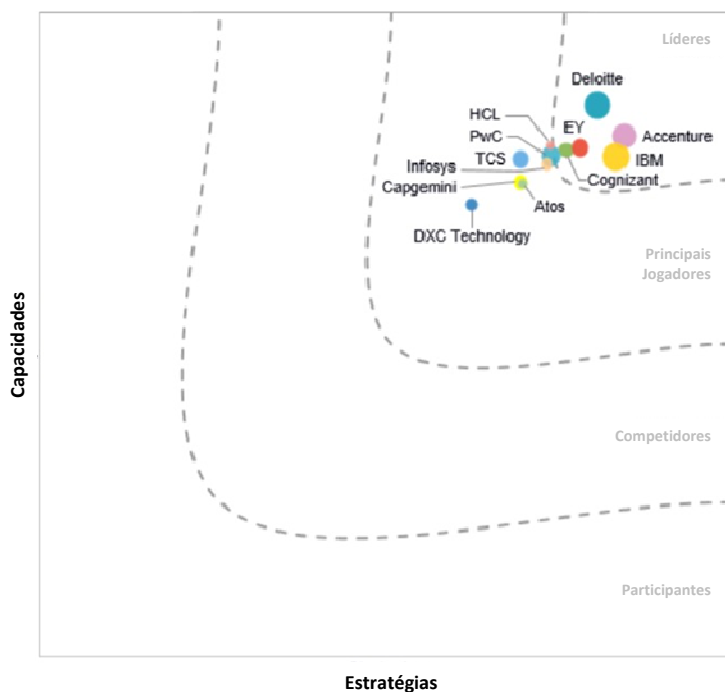 Líderes
Deloitte
HCL
EY
PwC
Accenture
TCS
IBM
Infosys
Cognizant
Capgemini
Atos
DXC Technology
Principais
Jogadores
Capacidades
Competidores
Participantes
Estratégias